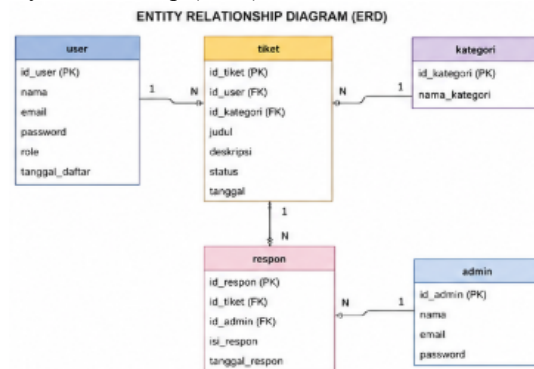 ENTITY RELATIONSHIP DIAGRAM (ERD)
user
id_user (PK)
nama
email
password
role
tanggal_daftar
1
N
tiket
id_tiket (PK)
id_user (FK)
id_kategori (FK)
judul
deskripsi
status
tanggal
N
1
kategori
id_kategori (PK)
nama_kategori
1
N
respon
id_respon (PK)
id_tiket (FK)
id_admin (FK)
isi_respon
tanggal_respon
N
1
admin
id_admin (PK)
nama
email
password